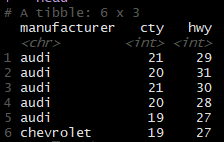 # A tibble: 6 x 3
manufacturer cty hwy
<chr> <int> <int>
1 audi 21 29
2 audi 20 31
3 audi 21 30
4 audi 20 28
5 audi 19 27
6 chevrolet 19 27